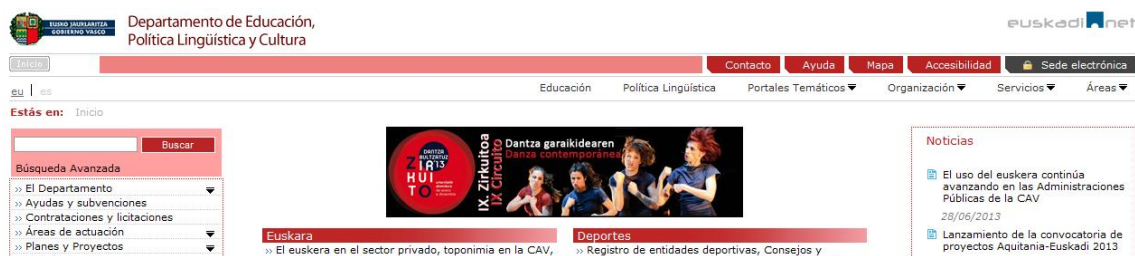 EUSKO JAURLARITZA
GOBIERNO VASCO
Departamento de Educación,
Política Lingüística y Cultura
euskadi.net
Inicio
Contacto
Ayuda
Mapa
Accesibilidad
Sede electrónica
eu | es
Educación
Política Lingüística
Portales Temáticos
Organización
Servicios
Áreas
Estás en: Inicio
Buscar
Búsqueda Avanzada
» El Departamento
» Ayudas y subvenciones
» Contrataciones y licitaciones
» Áreas de actuación
» Planes y Proyectos
DANTZA
ZIR
HUI
TO
'13
IX. Zirkuitoa
IX Circuito
Dantza garaikidearen
Danza contemporánea
Euskara
» El euskera en el sector privado, toponimia en la CAV,
Deportes
» Registro de entidades deportivas, Consejos y
Noticias
El uso del euskera continúa
avanzando en las Administraciones
Públicas de la CAV
28/06/2013
Lanzamiento de la convocatoria de
proyectos Aquitania-Euskadi 2013